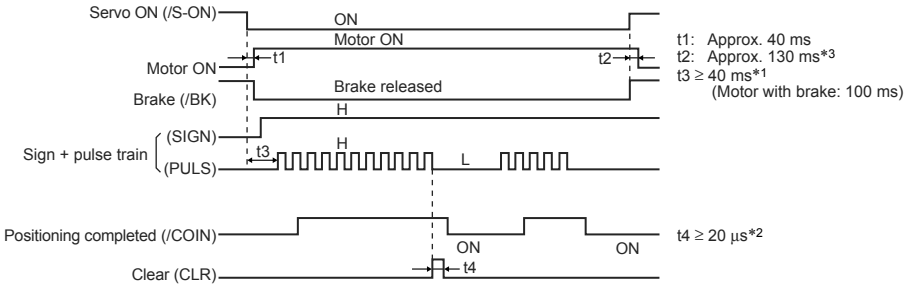 Servo ON (/S-ON)
ON
Motor ON
t1
t2
t1: Approx. 40 ms
t2: Approx. 130 ms*3
t3 ≥ 40 ms*1
(Motor with brake: 100 ms)
Motor ON
Brake released
Brake (/BK)
H
(SIGN)
Sign + pulse train
t3
H
L
(PULS)
Positioning completed (/COIN)
ON
ON
t4 ≥ 20 μs*2
Clear (CLR)
t4